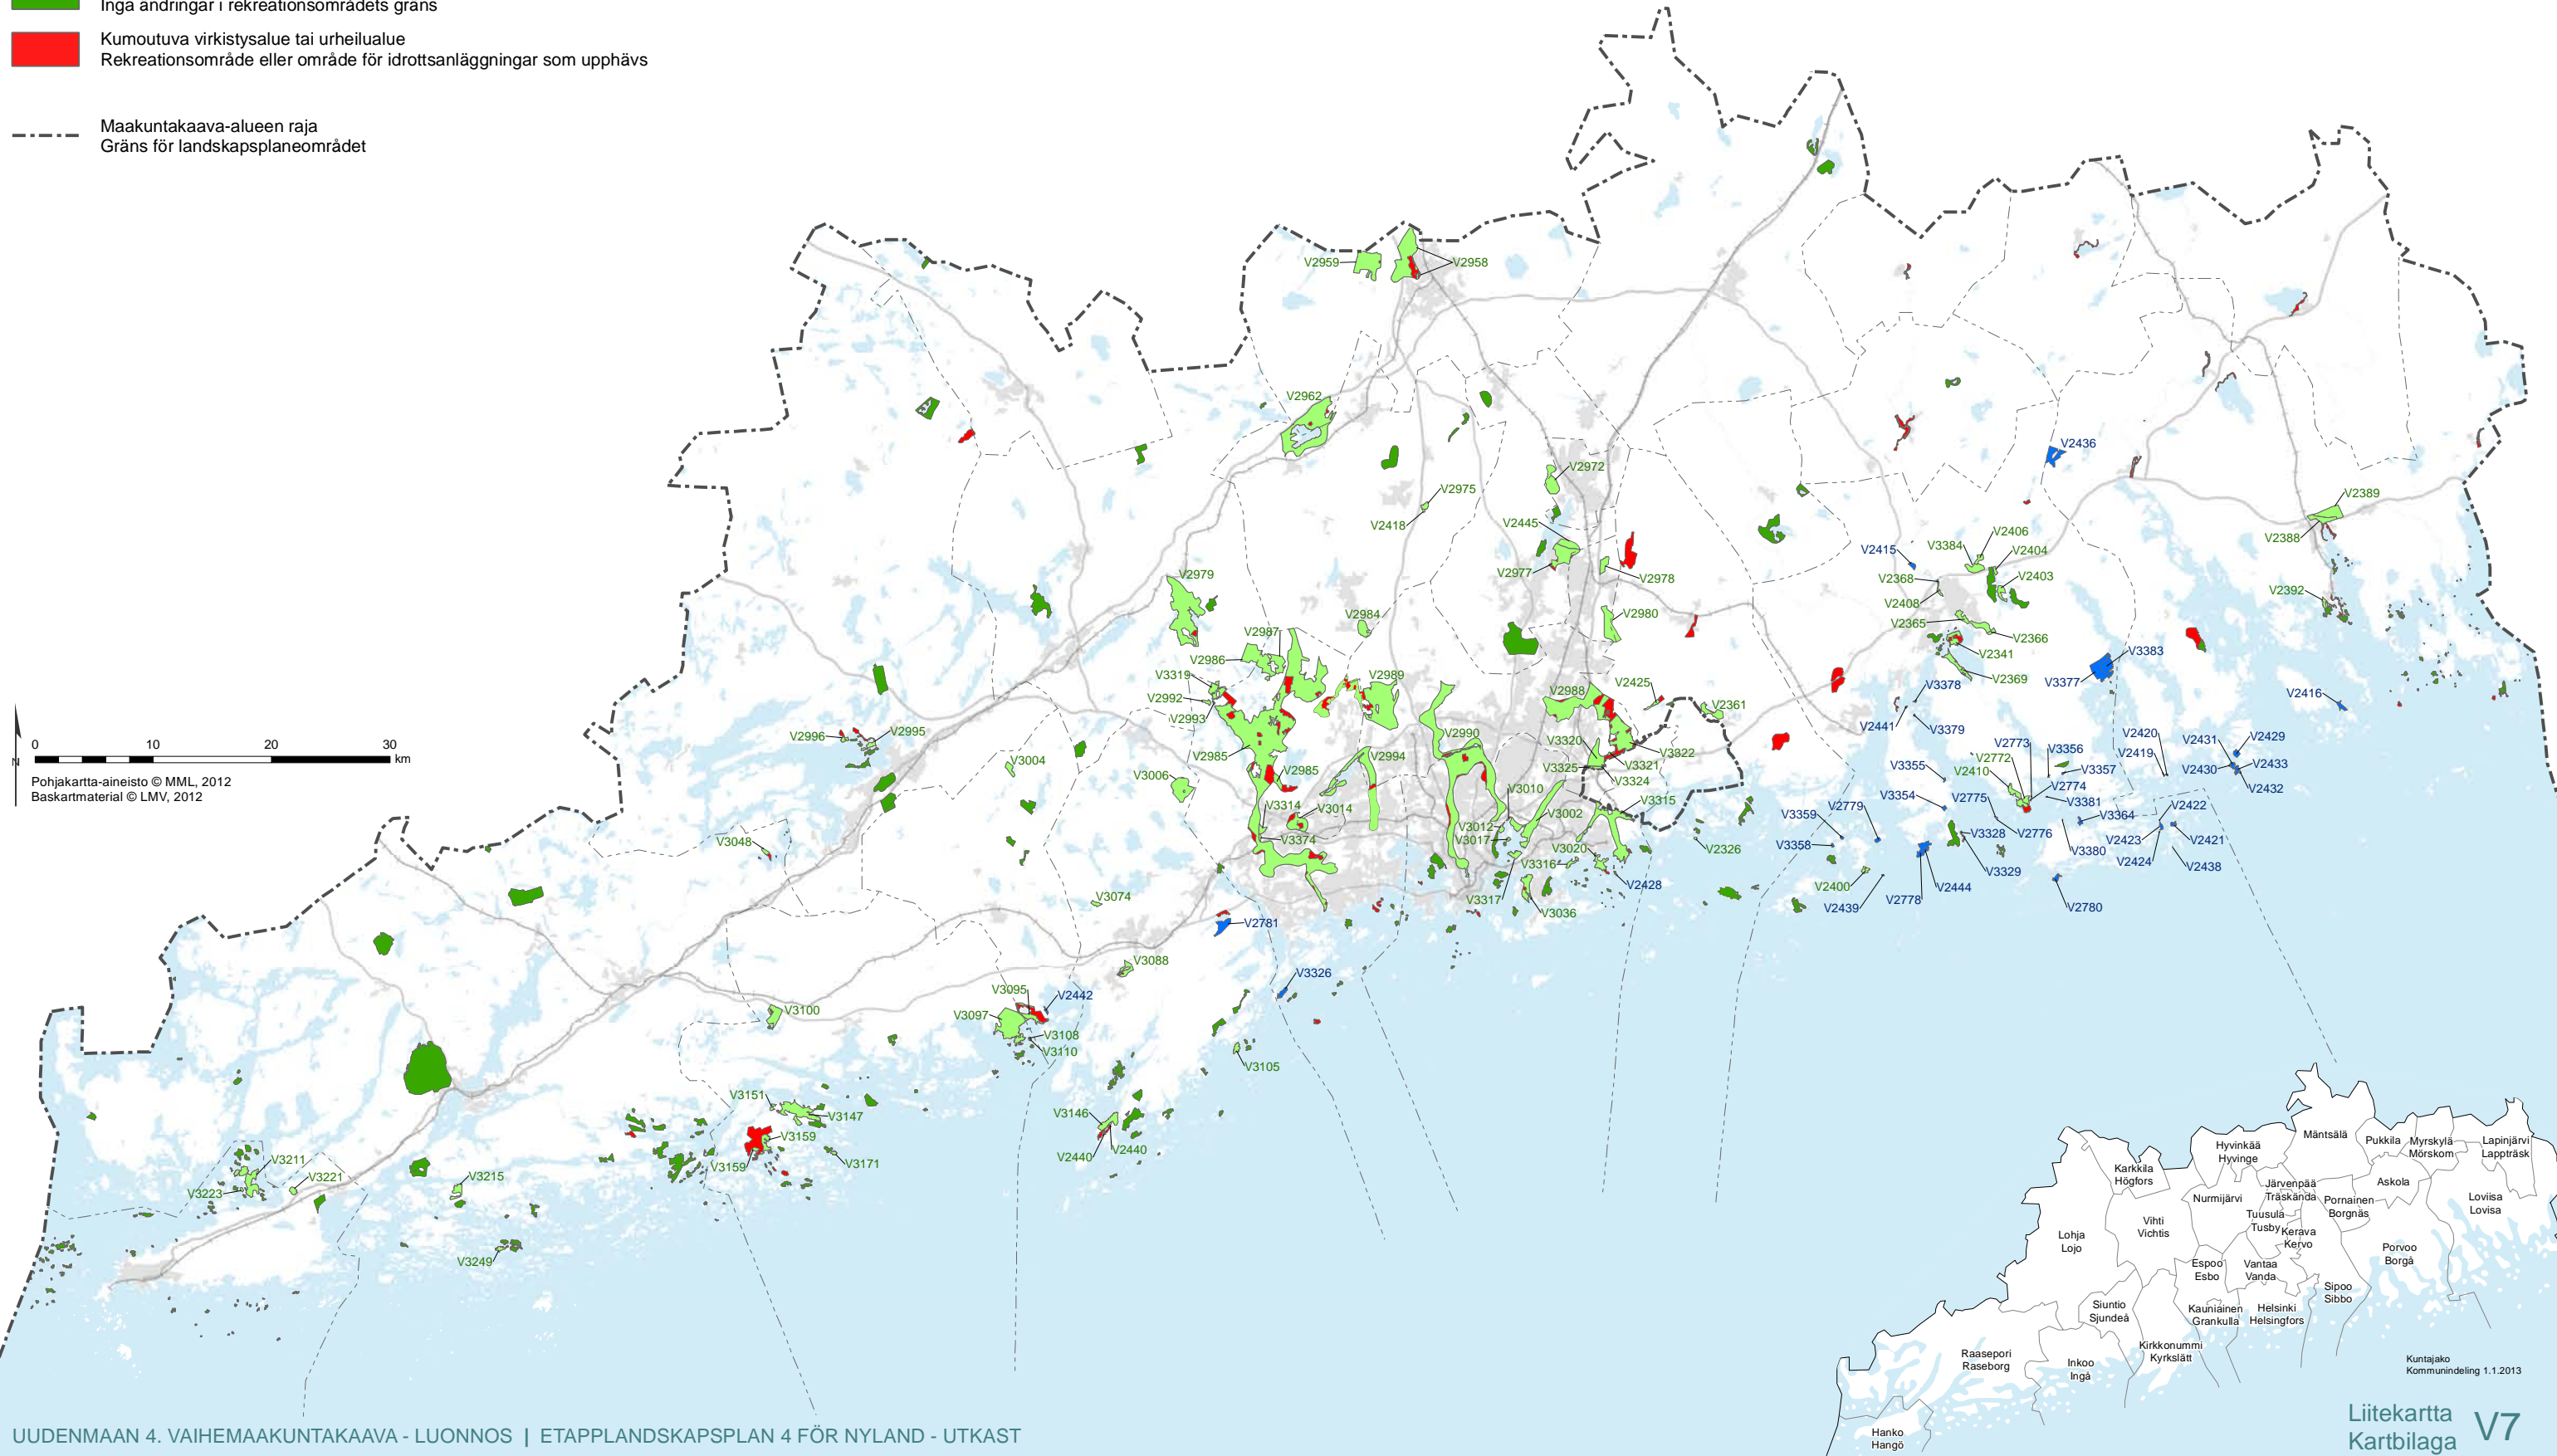 Inga ändringar i rekreationsområdets gräns
Kumoutuva virkistysalue tai urheilualue
Rekreationsområde eller område för idrottsanläggningar som upphävs
Maakuntakaava-alueen raja
Gräns för landskapsplaneområdet
V2959
V2958
V2962
V2972
V2975
V2418
V2445
V2977
V2978
V2980
V2979
V2984
V2987
V2986
V3319
V2992
V2993
V2989
V2985
V2985
V2988
V2425
V2361
V2990
V2994
V3320
V3322
V3321
V3325
V3324
V3315
V3010
V3002
V3012
V3017
V3020
V3316
V3317
V3036
V2428
V2326
V3314
V3014
V3374
V3006
V3004
V2996
V2995
V3048
V3074
V3088
V2781
V3326
V3095
V2442
V3097
V3108
V3110
V3100
V3105
V3151
V3147
V3159
V3159
V3171
V3146
V2440
V2440
V3211
V3221
V3223
V3215
V3249
V2436
V2389
V2388
V2392
V2415
V3384
V2406
V2404
V2403
V2368
V2408
V2365
V2366
V2341
V2369
V3383
V3377
V2416
V3378
V2441
V3379
V2773
V2772
V2410
V3356
V3357
V3355
V3354
V2775
V2774
V3381
V2776
V3364
V3380
V2420
V2419
V2431
V2429
V2430
V2433
V2432
V2422
V2423
V2421
V2424
V2438
V3359
V2779
V3358
V3328
V3329
V2400
V2439
V2778
V2444
V2780
N
0 10 20 30
km
Pohjakartta-aineisto © MML, 2012
Baskartmaterial © LMV, 2012
Karkkila
Högfors
Hyvinkää
Hyvinge
Mäntsälä
Pukkila
Myrskylä
Mörskom
Lapinjärvi
Lappträsk
Askola
Järvenpää
Träskända
Nurmijärvi
Pornainen
Borgnäs
Loviisa
Lovisa
Tuusula
Tusby
Kerava
Kervo
Vihti
Vichtis
Lohja
Lojo
Porvoo
Borgå
Espoo
Esbo
Vantaa
Vanda
Sipoo
Sibbo
Siuntio
Sjundeå
Kauniainen
Grankulla
Helsinki
Helsingfors
Kirkkonummi
Kyrkslätt
Raasepori
Raseborg
Inkoo
Ingå
Hanko
Hangö
Kuntajako
Kommunindeling 1.1.2013
UUDENMAAN 4. VAIHEMAAKUNTAKAAVA - LUONNOS | ETAPPLANDSKAPSPLAN 4 FÖR NYLAND - UTKAST
Liitekartta
Kartbilaga
V7